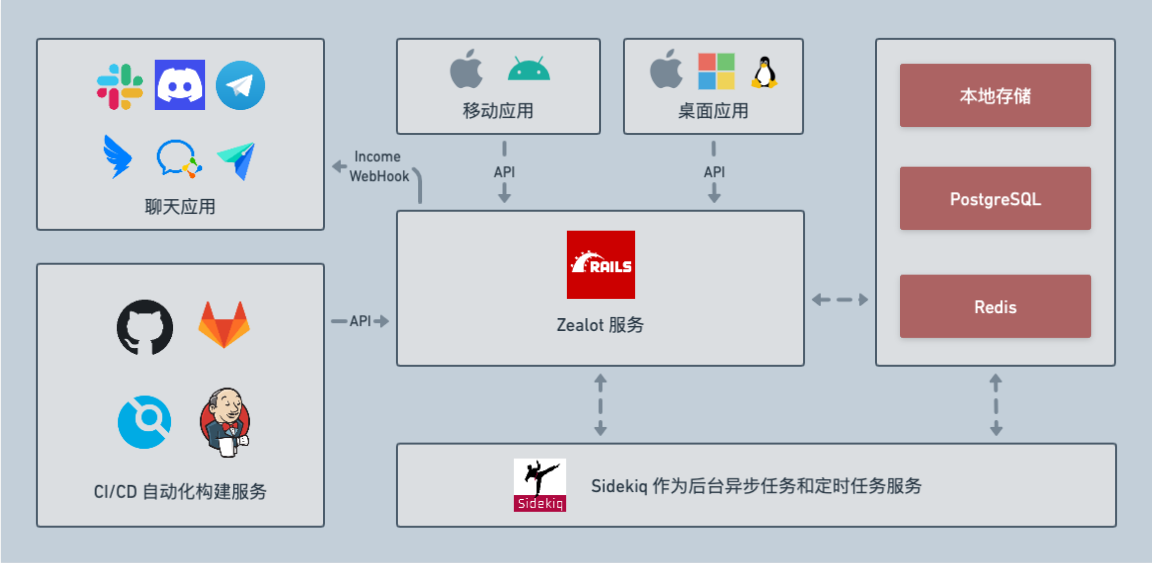 聊天应用
移动应用
桌面应用
本地存储
PostgreSQL
Redis
Income
WebHook
API
API
RAILS
Zealot 服务
API
CI/CD 自动化构建服务
Sidekiq
Sidekiq 作为后台异步任务和定时任务服务